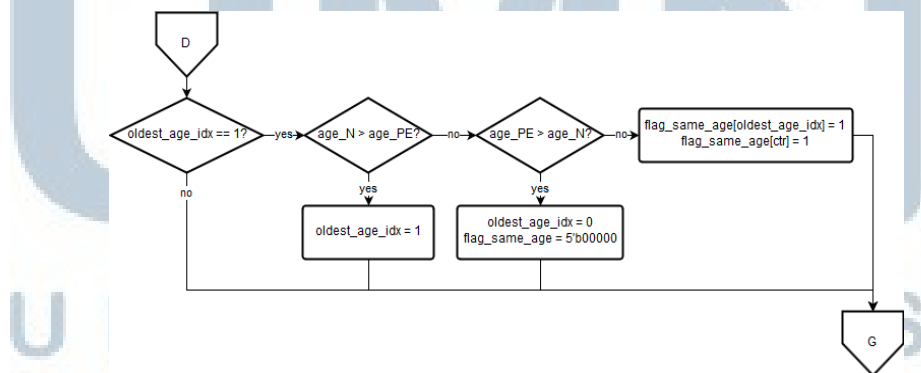 D
oldest_age_idx == 1?
yes
age_N > age_PE?
no
age_PE > age_N?
no
flag_same_age[oldest_age_idx] = 1
flag_same_age[ctr] = 1
no
yes
yes
oldest_age_idx = 1
oldest_age_idx = 0
flag_same_age = 5'b00000
G
U